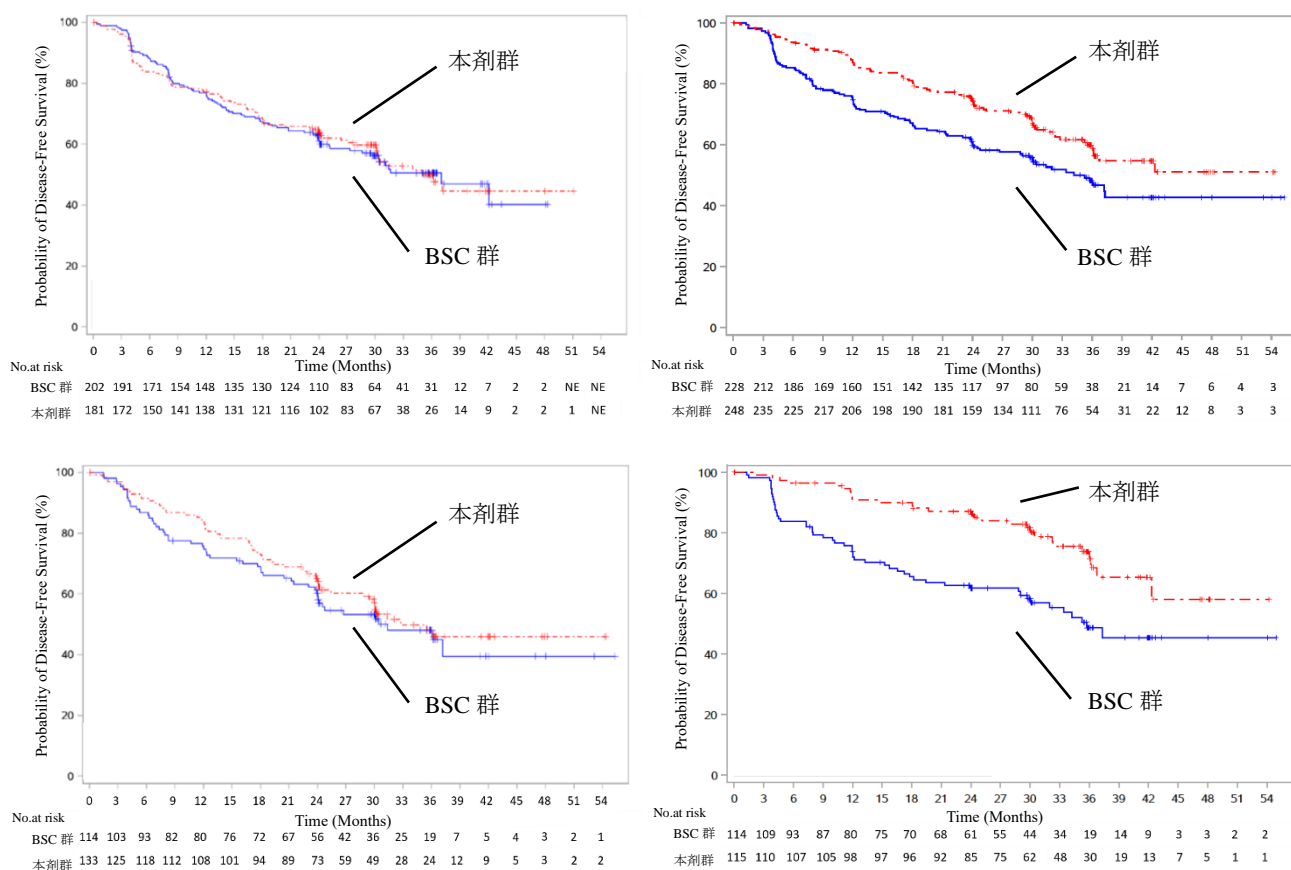 Probability of Disease-Free Survival (%)
100
80
60
40
20
0
本剤群
BSC 群
0 3 6 9 12 15 18 21 24 27 30 33 36 39 42 45 48 51 54
Time (Months)
No.at risk
BSC 群 202 191 171 154 148 135 130 124 110 83 64 41 31 12 7 2 2 NE NE
本剤群 181 172 150 141 138 131 121 116 102 83 67 38 26 14 9 2 2 1 NE
Probability of Disease-Free Survival (%)
100
80
60
40
20
0
本剤群
BSC 群
0 3 6 9 12 15 18 21 24 27 30 33 36 39 42 45 48 51 54
Time (Months)
No.at risk
BSC 群 228 212 186 169 160 151 142 135 117 97 80 59 38 21 14 7 6 4 3
本剤群 248 235 225 217 206 198 190 181 159 134 111 76 54 31 22 12 8 3 3
Probability of Disease-Free Survival (%)
100
80
60
40
20
0
本剤群
BSC 群
0 3 6 9 12 15 18 21 24 27 30 33 36 39 42 45 48 51 54
Time (Months)
No.at risk
BSC 群 114 103 93 82 80 76 72 67 56 42 36 25 19 7 5 4 3 2 1
本剤群 133 125 118 112 108 101 94 89 73 59 49 28 24 12 9 5 3 2 2
Probability of Disease-Free Survival (%)
100
80
60
40
20
0
本剤群
BSC 群
0 3 6 9 12 15 18 21 24 27 30 33 36 39 42 45 48 51 54
Time (Months)
No.at risk
BSC 群 114 109 93 87 80 75 70 68 61 55 44 34 19 14 9 3 3 2 2
本剤群 115 110 107 105 98 97 96 92 85 75 62 48 30 19 13 7 5 1 1